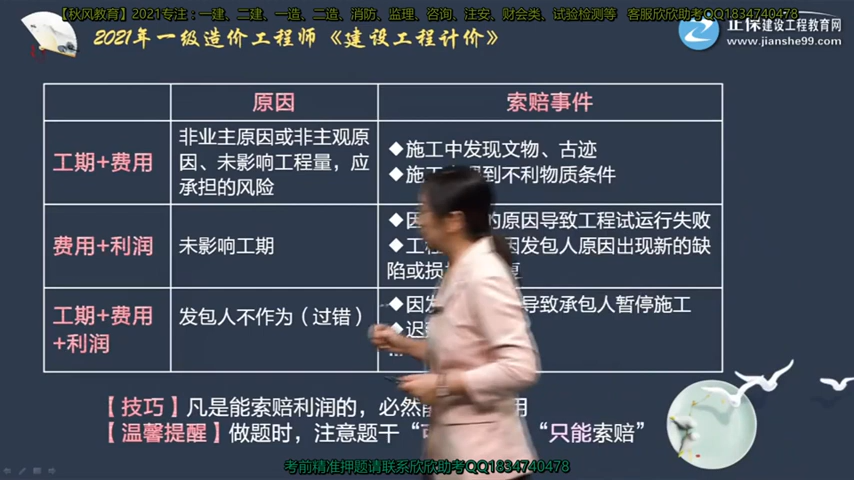 【秋风教育】2021专注：一建、二建、一造、二造、消防、监理、咨询、注安、财会类、试验检测等 客服欣欣助考QQ1834740478
2021年一级造价工程师《建设工程计价》
正保建设工程教育网
www.jianshe99.com
原因
索赔事件
工期+费用
非业主原因或非主观原
因、未影响工程量，应
承担的风险
◆施工中发现文物、古迹
◆施 到不利物质条件
费用+利润
未影响工期
◆因 的原因导致工程试运行失败
◆工程 因发包人原因出现新的缺
陷或损 复
工期+费用
+利润
发包人不作为（过错）
◆因发 导致承包人暂停施工
◆迟
【技巧】凡是能索赔利润的，必然 用
【温馨提醒】做题时，注意题干“可 “只能索赔”
考前精准押题请联系欣欣助考QQ1834740478